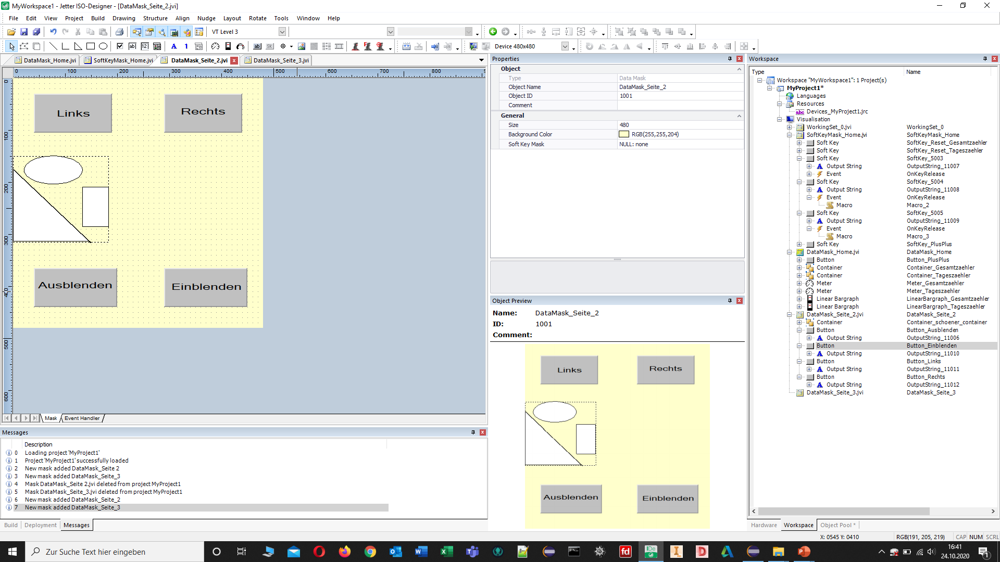 MyWorkspace1 - Jetter ISO-Designer - [DataMask_Seite_2.jvi]
File Edit View Project Build Drawing Structure Align Nudge Layout Rotate Tools Window Help
VT Level 3
Device 480x480
DataMask_Home.jvi SoftKeyMask_Home.jvi DataMask_Seite_2.jvi DataMask_Seite_3.jvi
0 100 200 300 400 500 600 700 800
0
100
200
300
400
500
600
Links Rechts
Ausblenden Einblenden
Mask Event Handler
Messages
Description
0 Loading project 'MyProject1'
1 Project 'MyProject1' successfully loaded
2 New mask added DataMask_Seite 2
3 New mask added DataMask_Seite_3
4 Mask DataMask_Seite 2.jvi deleted from project MyProject1
5 Mask DataMask_Seite_3.jvi deleted from project MyProject1
6 New mask added DataMask_Seite_2
7 New mask added DataMask_Seite_3
Build Deployment Messages
Properties
Object
Type Data Mask
Object Name DataMask_Seite_2
Object ID 1001
Comment
General
Size 480
Background Color RGB(255,255,204)
Soft Key Mask NULL: none
Object Preview
Name: DataMask_Seite_2
ID: 1001
Comment:
Links Rechts
Ausblenden Einblenden
Workspace
Type Name
Workspace "MyWorkspace1": 1 Project(s)
MyProject1*
Languages
Resources
Devices_MyProject1.jrc
Visualisation
WorkingSet_0.jvi WorkingSet_0
SoftKeyMask_Home.jvi SoftKeyMask_Home
Soft Key SoftKey_Reset_Gesamtzaehler
Soft Key SoftKey_Reset_Tageszaehler
Soft Key SoftKey_5003
Output String OutputString_11007
Event OnKeyRelease
Soft Key SoftKey_5004
Output String OutputString_11008
Event OnKeyRelease
Macro Macro_2
Soft Key SoftKey_5005
Output String OutputString_11009
Event OnKeyRelease
Macro Macro_3
Soft Key SoftKey_PlusPlus
DataMask_Home.jvi DataMask_Home
Button Button_PlusPlus
Container Container_Gesamtzaehler
Container Container_Tageszaehler
Meter Meter_Gesamtzaehler
Meter Meter_Tageszaehler
Linear Bargraph LinearBargraph_Gesamtzaehler
Linear Bargraph LinearBargraph_Tageszaehler
DataMask_Seite_2.jvi DataMask_Seite_2
Container Container_schoener_container
Button Button_Ausblenden
Output String OutputString_11006
Button Button_Einblenden
Output String OutputString_11010
Button Button_Links
Output String OutputString_11011
Button Button_Rechts
Output String OutputString_11012
DataMask_Seite_3.jvi DataMask_Seite_3
Hardware Workspace Object Pool *
X: 0545 Y: 0410 RGB(191, 205, 219) CAP NUM SCRL
Zur Suche Text hier eingeben
16:41
24.10.2020